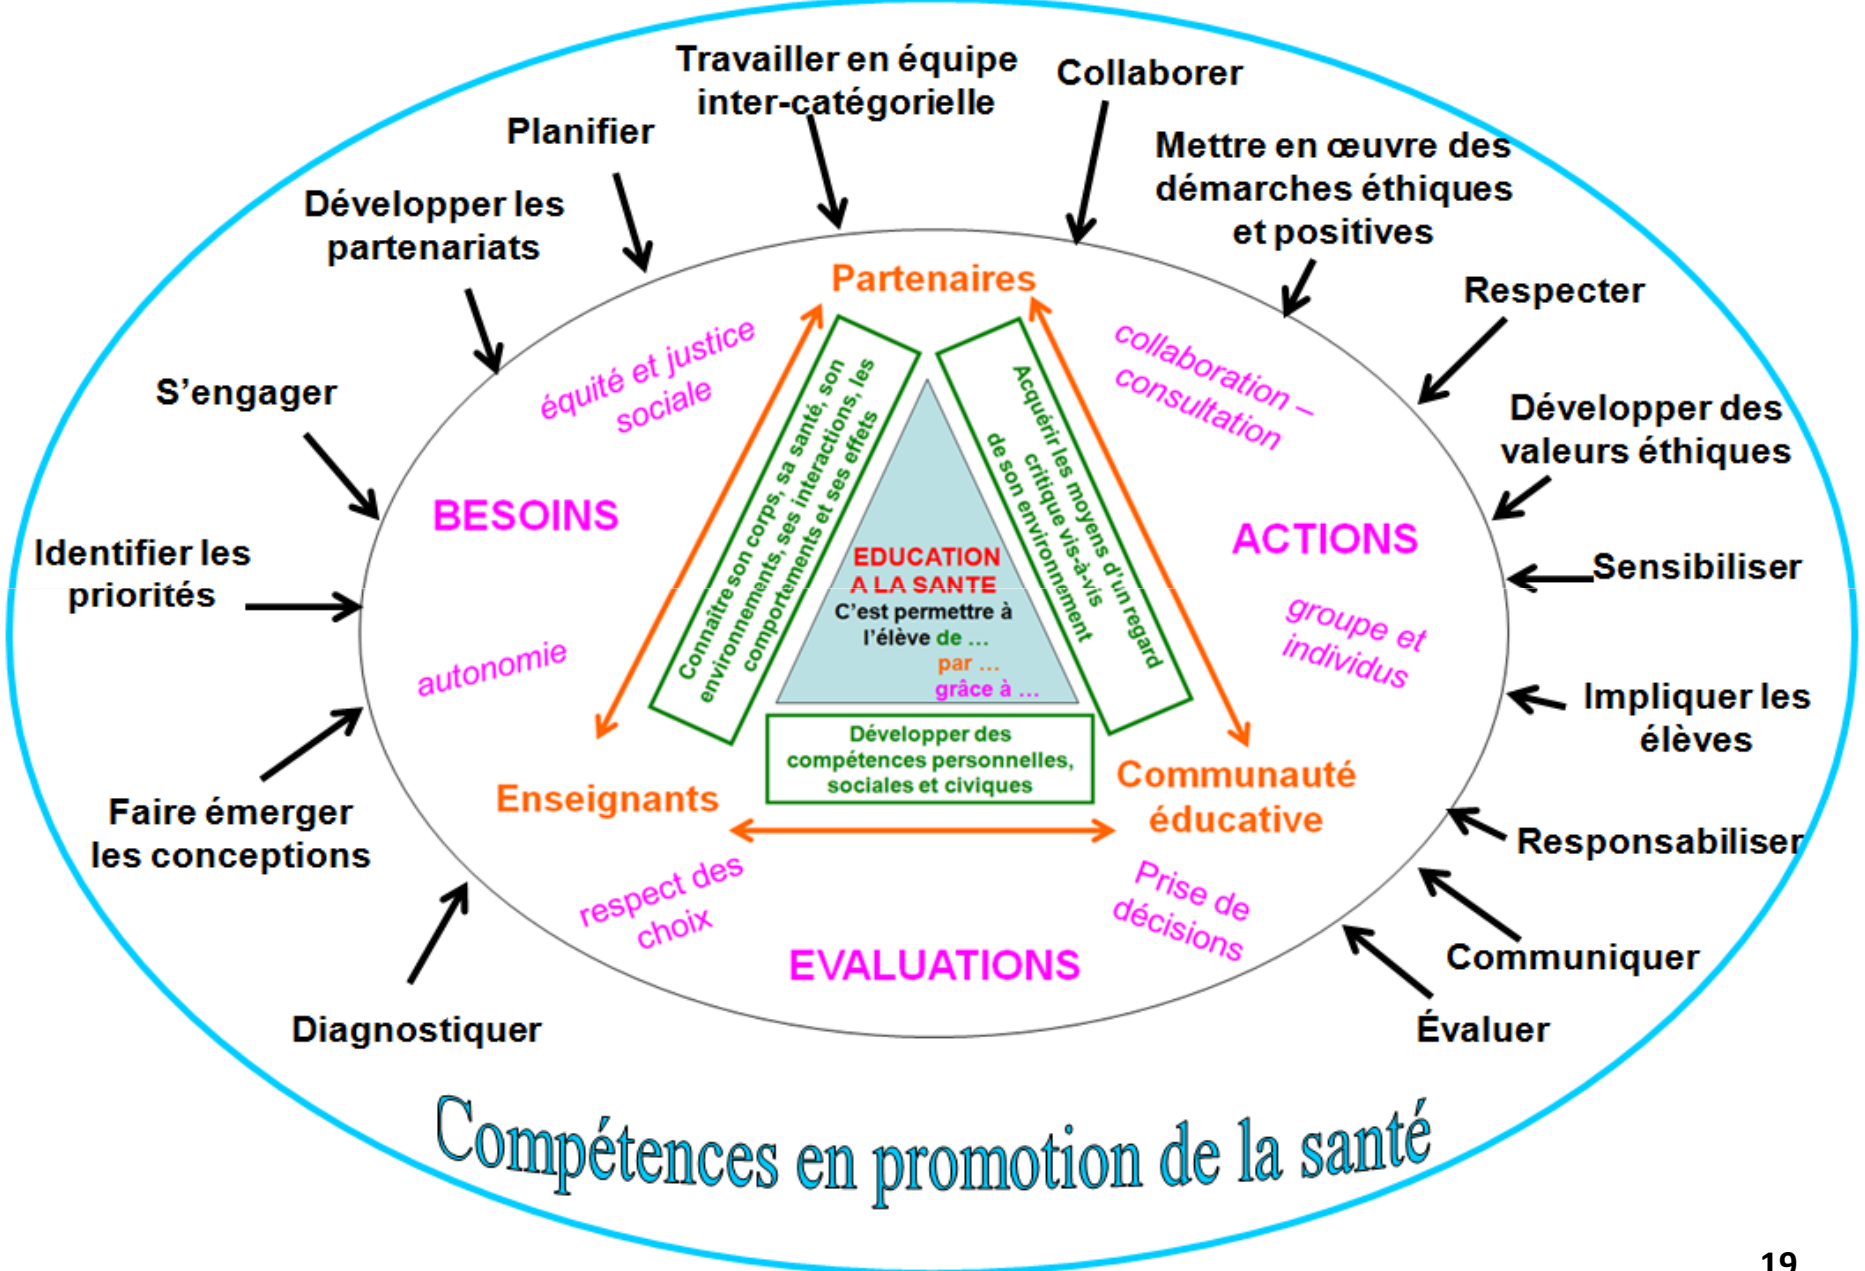 Travailler en équipe
inter-catégorielle
Collaborer
Planifier
Mettre en œuvre des
démarches éthiques
et positives
Développer les
partenariats
Respecter
S’engager
Développer des
valeurs éthiques
Identifier les
priorités
Sensibiliser
Faire émerger
les conceptions
Impliquer les
élèves
Responsabiliser
Communiquer
Diagnostiquer
Évaluer
Partenaires
équité et justice
sociale
collaboration –
consultation
BESOINS
ACTIONS
autonomie
groupe et
individus
Connaître son corps, sa santé, son
environnements, ses interactions, les
comportements et ses effets
Acquérir les moyens d’un regard
critique vis-à-vis
de son environnement
EDUCATION
A LA SANTE
C’est permettre à
l’élève de …
par …
grâce à …
Développer des
compétences personnelles,
sociales et civiques
Enseignants
Communauté
éducative
respect des
choix
Prise de
décisions
EVALUATIONS
Compétences en promotion de la santé
19